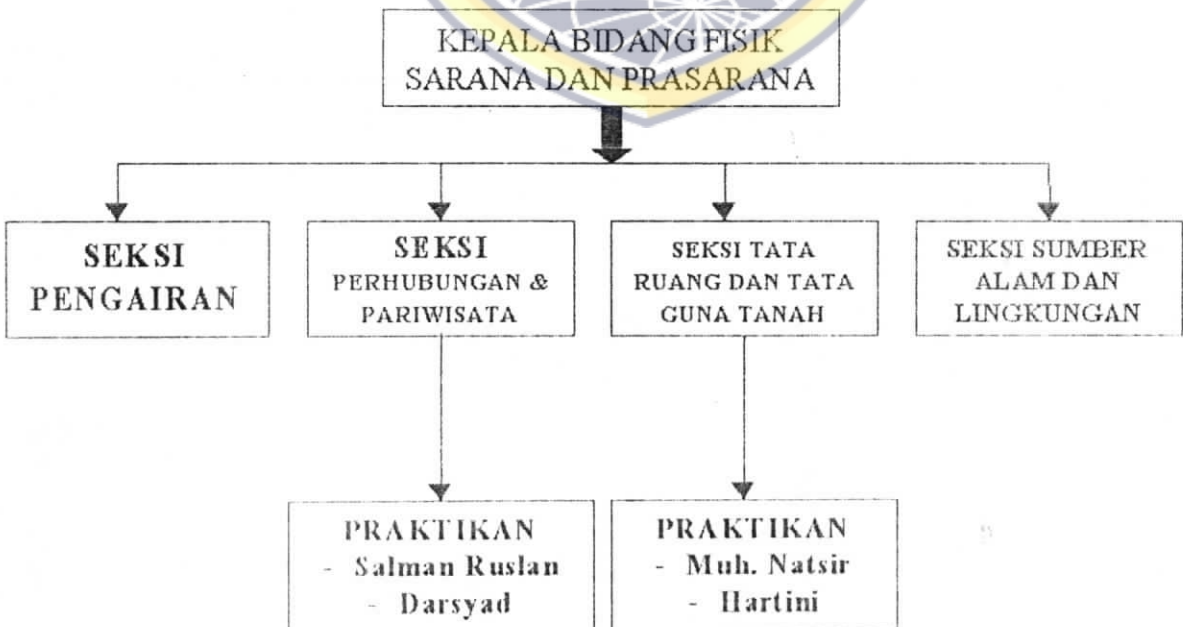 KEPALA BIDANG FISIK
SARANA DAN PRASARANA
SEKSI
PENGAIRAN
SEKSI
PERHUBUNGAN &
PARIWISATA
SEKSI TATA
RUANG DAN TATA
GUNA TANAH
SEKSI SUMBER
ALAM DAN
LINGKUNGAN
PRAKTIKAN
- Salman Ruslan
- Darsyad
PRAKTIKAN
- Muh. Natsir
- Hartini